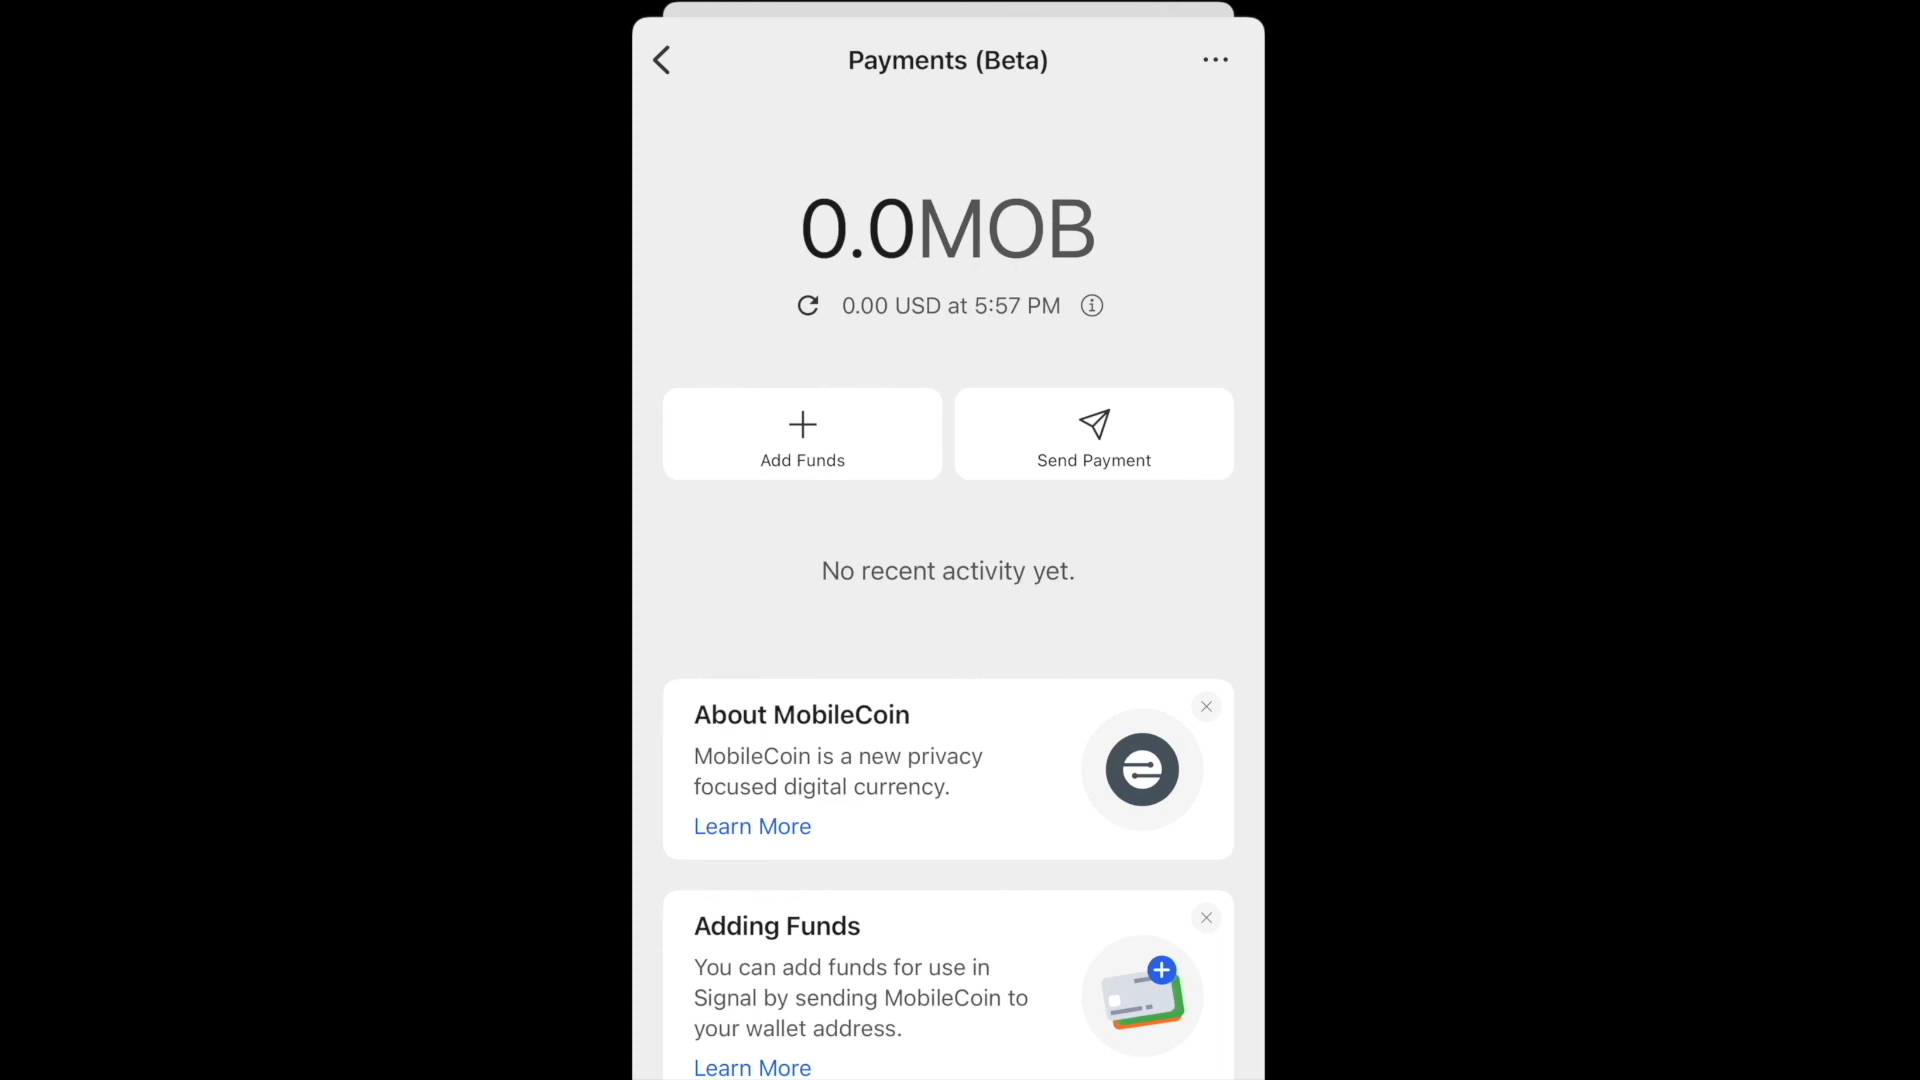 Payments (Beta)
0.0MOB
0.00 USD at 5:57 PM
Add Funds
Send Payment
No recent activity yet.
About MobileCoin
MobileCoin is a new privacy
focused digital currency.
Learn More
Adding Funds
You can add funds for use in
Signal by sending MobileCoin to
your wallet address.
Learn More